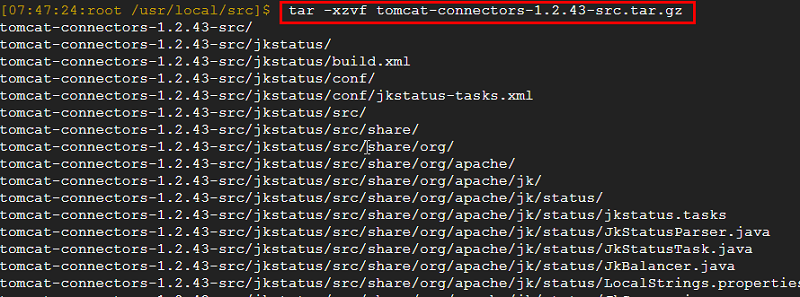 [07:47:24:root /usr/local/src]$ tar -xzvf tomcat-connectors-1.2.43-src.tar.gz
tomcat-connectors-1.2.43-src/
tomcat-connectors-1.2.43-src/jkstatus/
tomcat-connectors-1.2.43-src/jkstatus/build.xml
tomcat-connectors-1.2.43-src/jkstatus/conf/
tomcat-connectors-1.2.43-src/jkstatus/conf/jkstatus-tasks.xml
tomcat-connectors-1.2.43-src/jkstatus/src/
tomcat-connectors-1.2.43-src/jkstatus/src/share/
tomcat-connectors-1.2.43-src/jkstatus/src/share/org/
tomcat-connectors-1.2.43-src/jkstatus/src/share/org/apache/
tomcat-connectors-1.2.43-src/jkstatus/src/share/org/apache/jk/
tomcat-connectors-1.2.43-src/jkstatus/src/share/org/apache/jk/status/
tomcat-connectors-1.2.43-src/jkstatus/src/share/org/apache/jk/status/jkstatus.tasks
tomcat-connectors-1.2.43-src/jkstatus/src/share/org/apache/jk/status/JkStatusParser.java
tomcat-connectors-1.2.43-src/jkstatus/src/share/org/apache/jk/status/JkStatusTask.java
tomcat-connectors-1.2.43-src/jkstatus/src/share/org/apache/jk/status/JkBalancer.java
tomcat-connectors-1.2.43-src/jkstatus/src/share/org/apache/jk/status/LocalStrings.properties